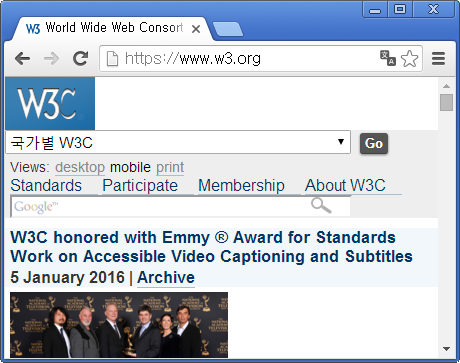 W3C World Wide Web Consort
https://www.w3.org
W3C
국가별 W3C Go
Views: desktop mobile print
Standards Participate Membership About W3C
Google™
W3C honored with Emmy ® Award for Standards
Work on Accessible Video Captioning and Subtitles
5 January 2016 | Archive